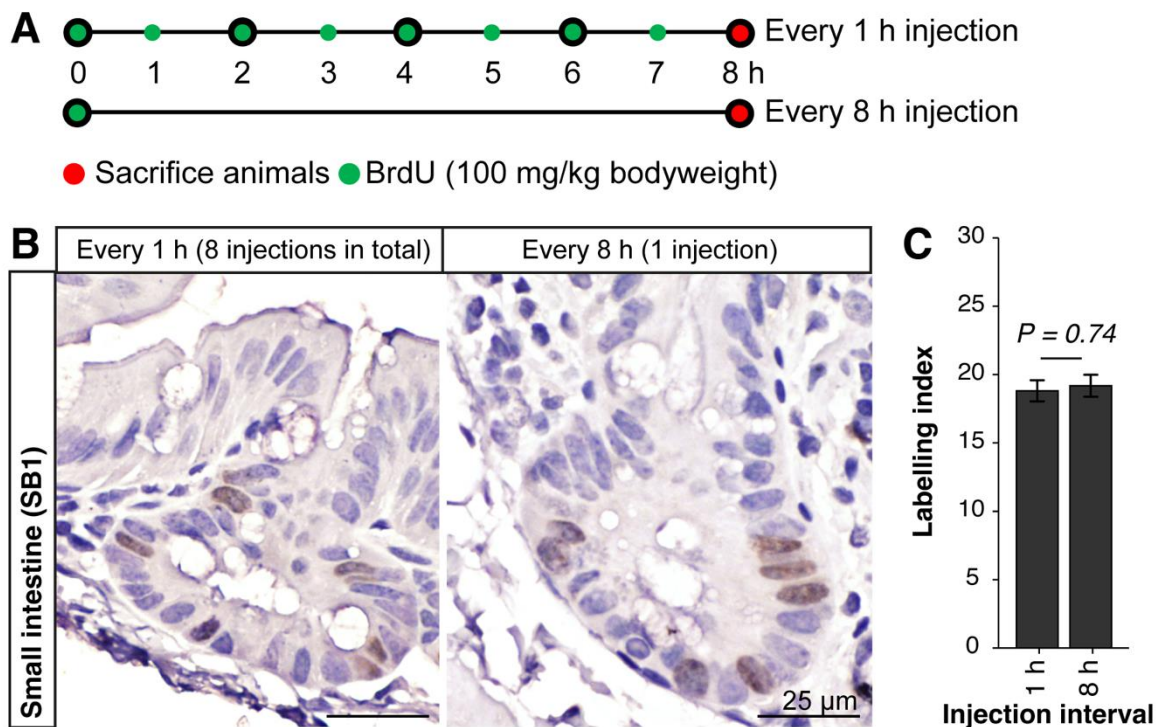 A
Every 1 h injection
0 1 2 3 4 5 6 7 8 h
Every 8 h injection
Sacrifice animals BrdU (100 mg/kg bodyweight)
B
Every 1 h (8 injections in total) Every 8 h (1 injection)
Small intestine (SB1)
25 µm
C
30
25
20
15
10
5
0
P = 0.74
Labelling index
1 h 8 h
Injection interval